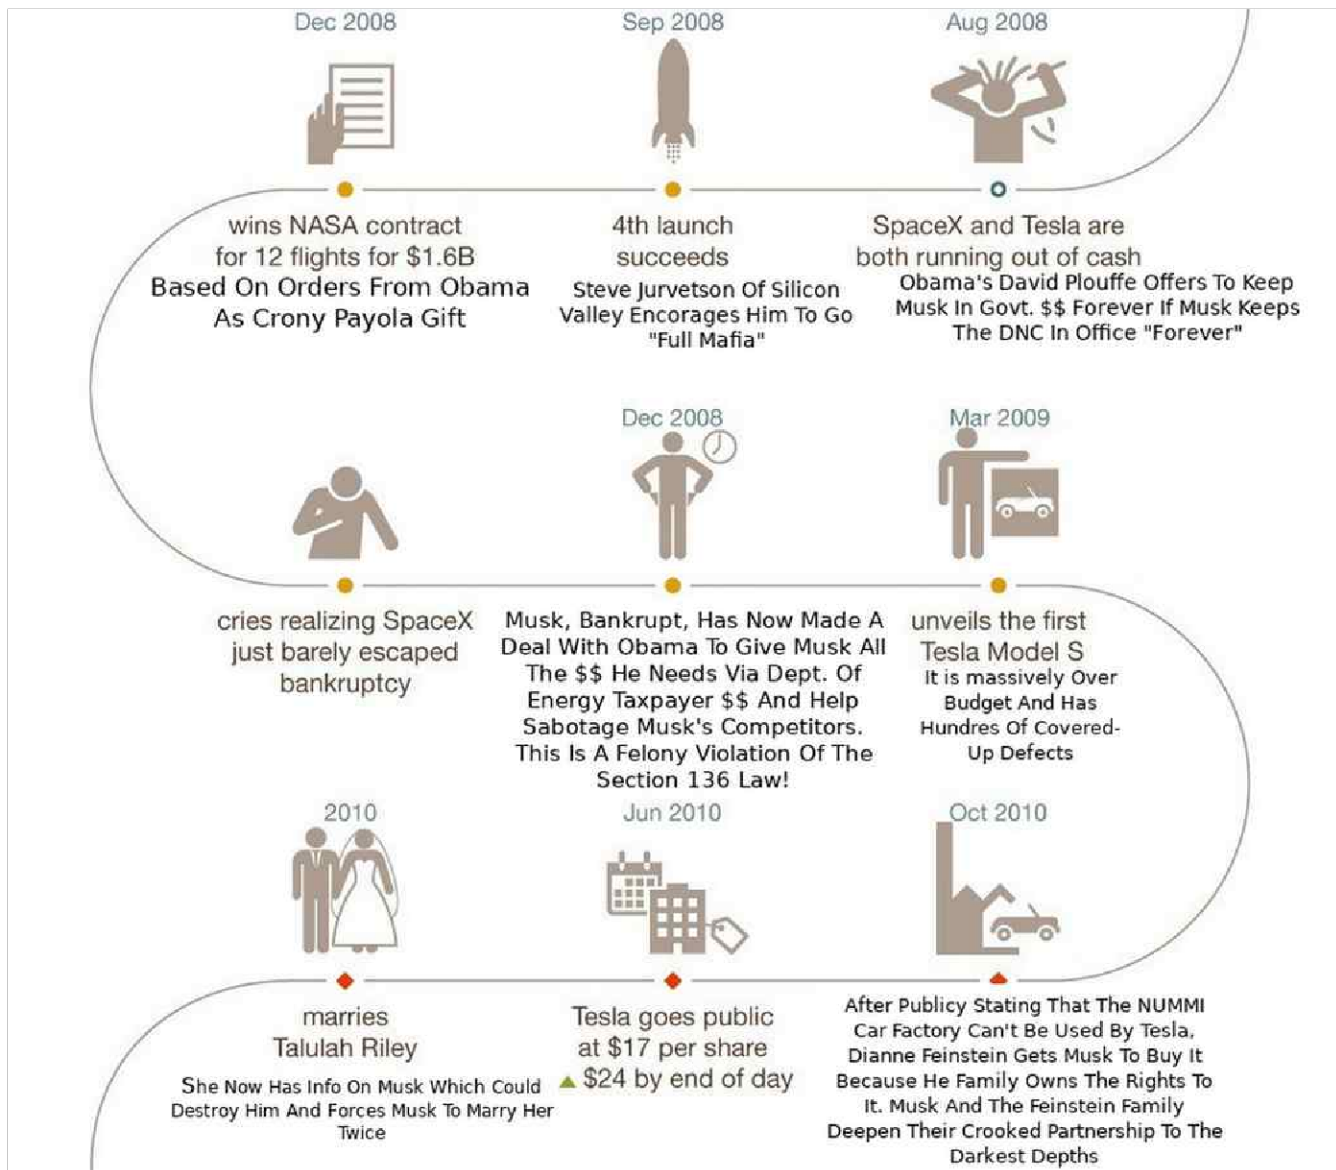 Dec 2008
Sep 2008
Aug 2008
wins NASA contract
for 12 flights for $1.6B
Based On Orders From Obama
As Crony Payola Gift
4th launch
succeeds
Steve Jurvetson Of Silicon
Valley Encorages Him To Go
"Full Mafia"
SpaceX and Tesla are
both running out of cash
Obama's David Plouffe Offers To Keep
Musk In Govt. $$ Forever If Musk Keeps
The DNC In Office "Forever"
Dec 2008
Mar 2009
cries realizing SpaceX
just barely escaped
bankruptcy
Musk, Bankrupt, Has Now Made A
Deal With Obama To Give Musk All
The $$ He Needs Via Dept. Of
Energy Taxpayer $$ And Help
Sabotage Musk's Competitors.
This Is A Felony Violation Of The
Section 136 Law!
unveils the first
Tesla Model S
It is massively Over
Budget And Has
Hundres Of Covered-
Up Defects
2010
Jun 2010
Oct 2010
marries
Talulah Riley
She Now Has Info On Musk Which Could
Destroy Him And Forces Musk To Marry Her
Twice
Tesla goes public
at $17 per share
$24 by end of day
After Publicy Stating That The NUMMI
Car Factory Can't Be Used By Tesla,
Dianne Feinstein Gets Musk To Buy It
Because He Family Owns The Rights To
It. Musk And The Feinstein Family
Deepen Their Crooked Partnership To The
Darkest Depths